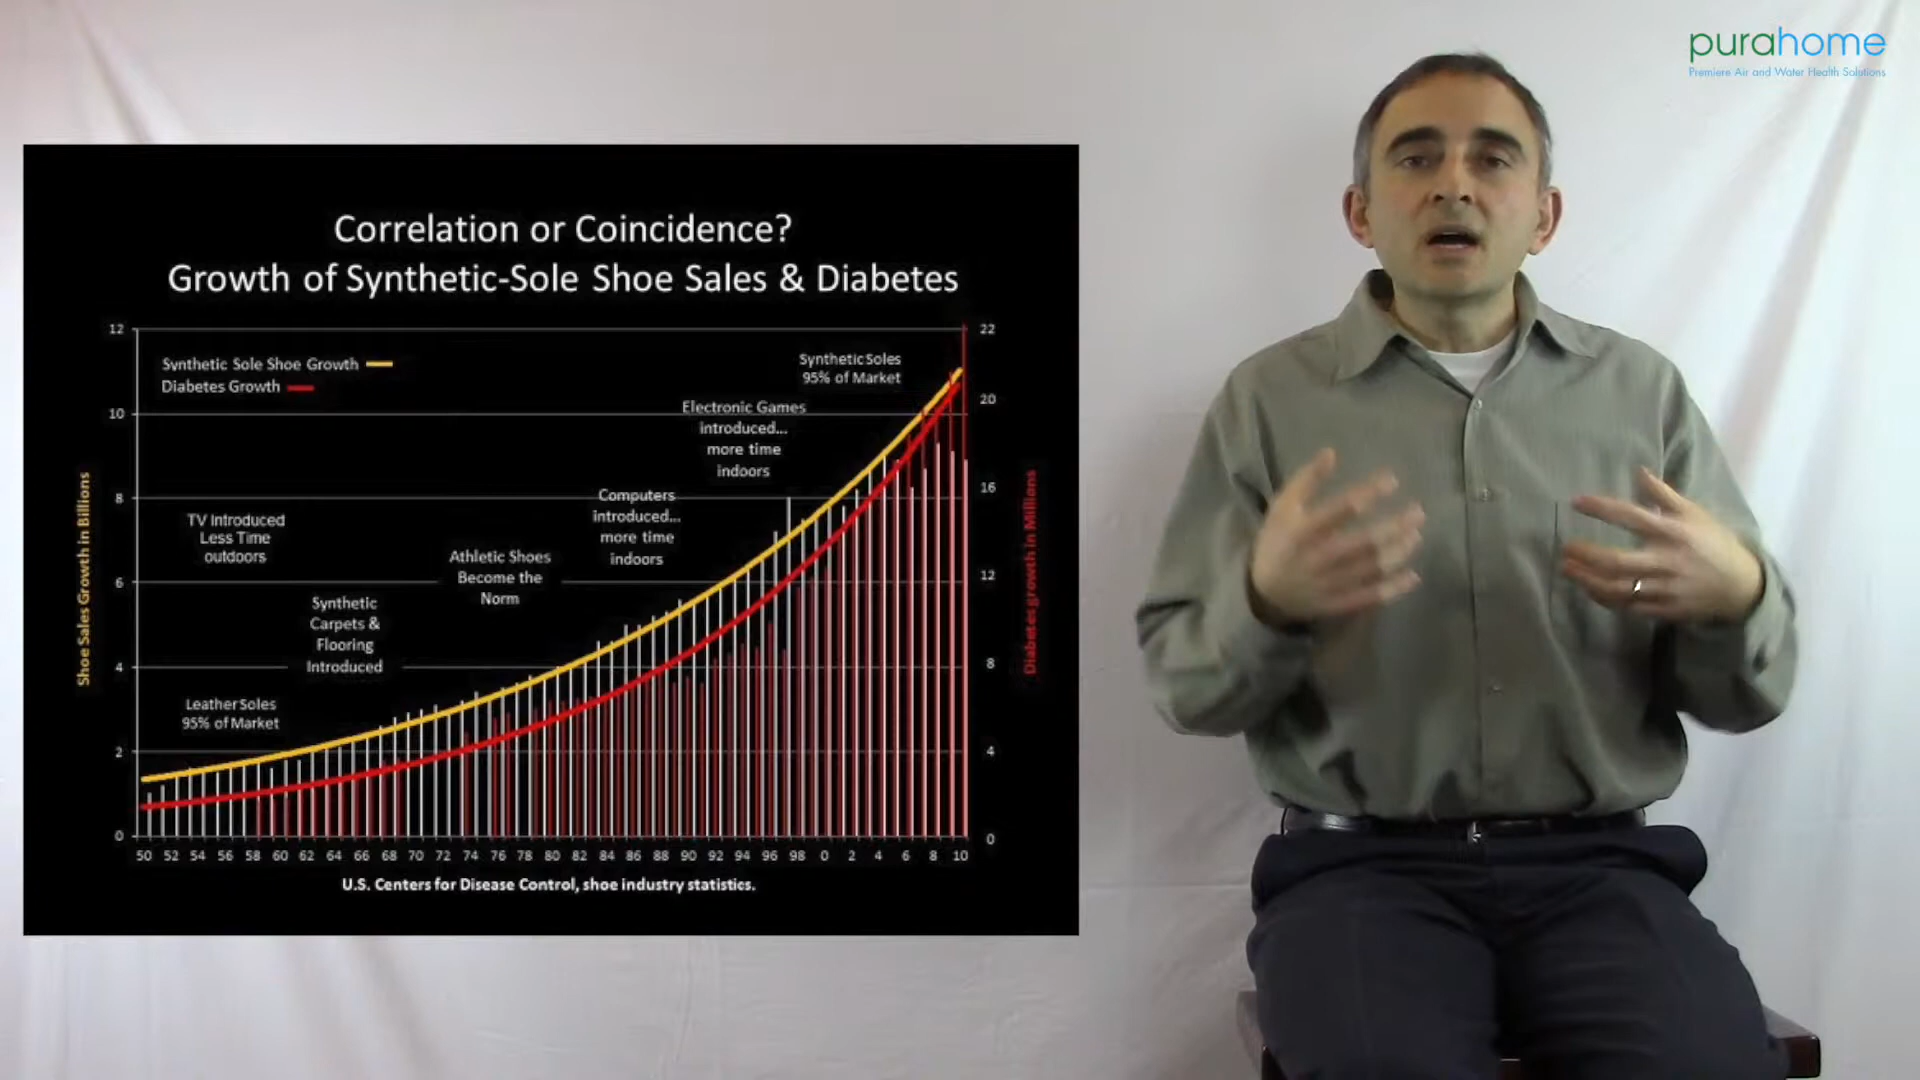 purahome
Premiere Air and Water Health Solutions
Correlation or Coincidence?
Growth of Synthetic-Sole Shoe Sales & Diabetes
12
22
Synthetic Sole Shoe Growth
Diabetes Growth
Synthetic Soles
95% of Market
10
20
Electronic Games
introduced...
more time
indoors
8
16
Computers
introduced...
more time
indoors
TV Introduced
Less Time
outdoors
Athletic Shoes
Become the
Norm
6
12
Synthetic
Carpets &
Flooring
Introduced
4
8
Leather Soles
95% of Market
2
4
0
0
Shoe Sales Growth in Billions
Diabetes growth in Millions
50 52 54 56 58 60 62 64 66 68 70 72 74 76 78 80 82 84 86 88 90 92 94 96 98 0 2 4 6 8 10
U.S. Centers for Disease Control, shoe industry statistics.